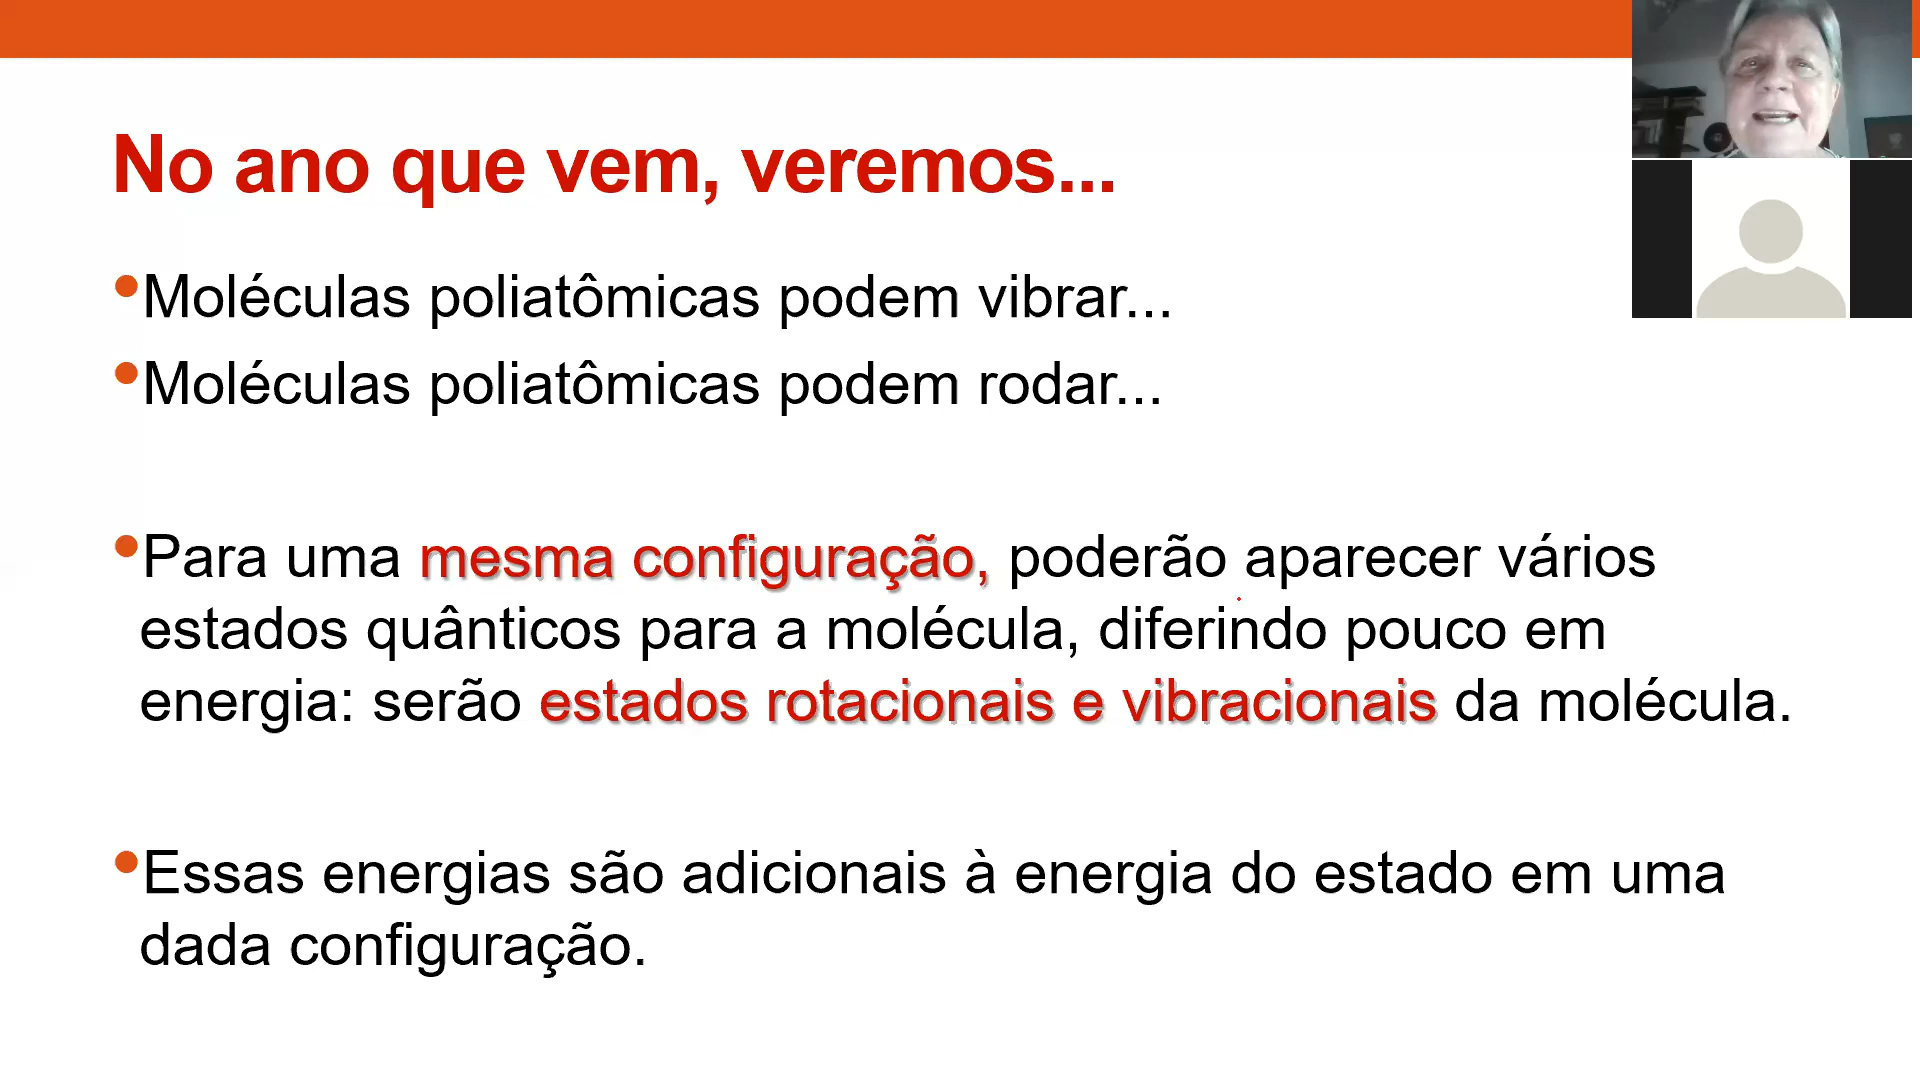 No ano que vem, veremos...
•Moléculas poliatômicas podem vibrar...
•Moléculas poliatômicas podem rodar...
•Para uma mesma configuração, poderão aparecer vários
estados quânticos para a molécula, diferindo pouco em
energia: serão estados rotacionais e vibracionais da molécula.
•Essas energias são adicionais à energia do estado em uma
dada configuração.